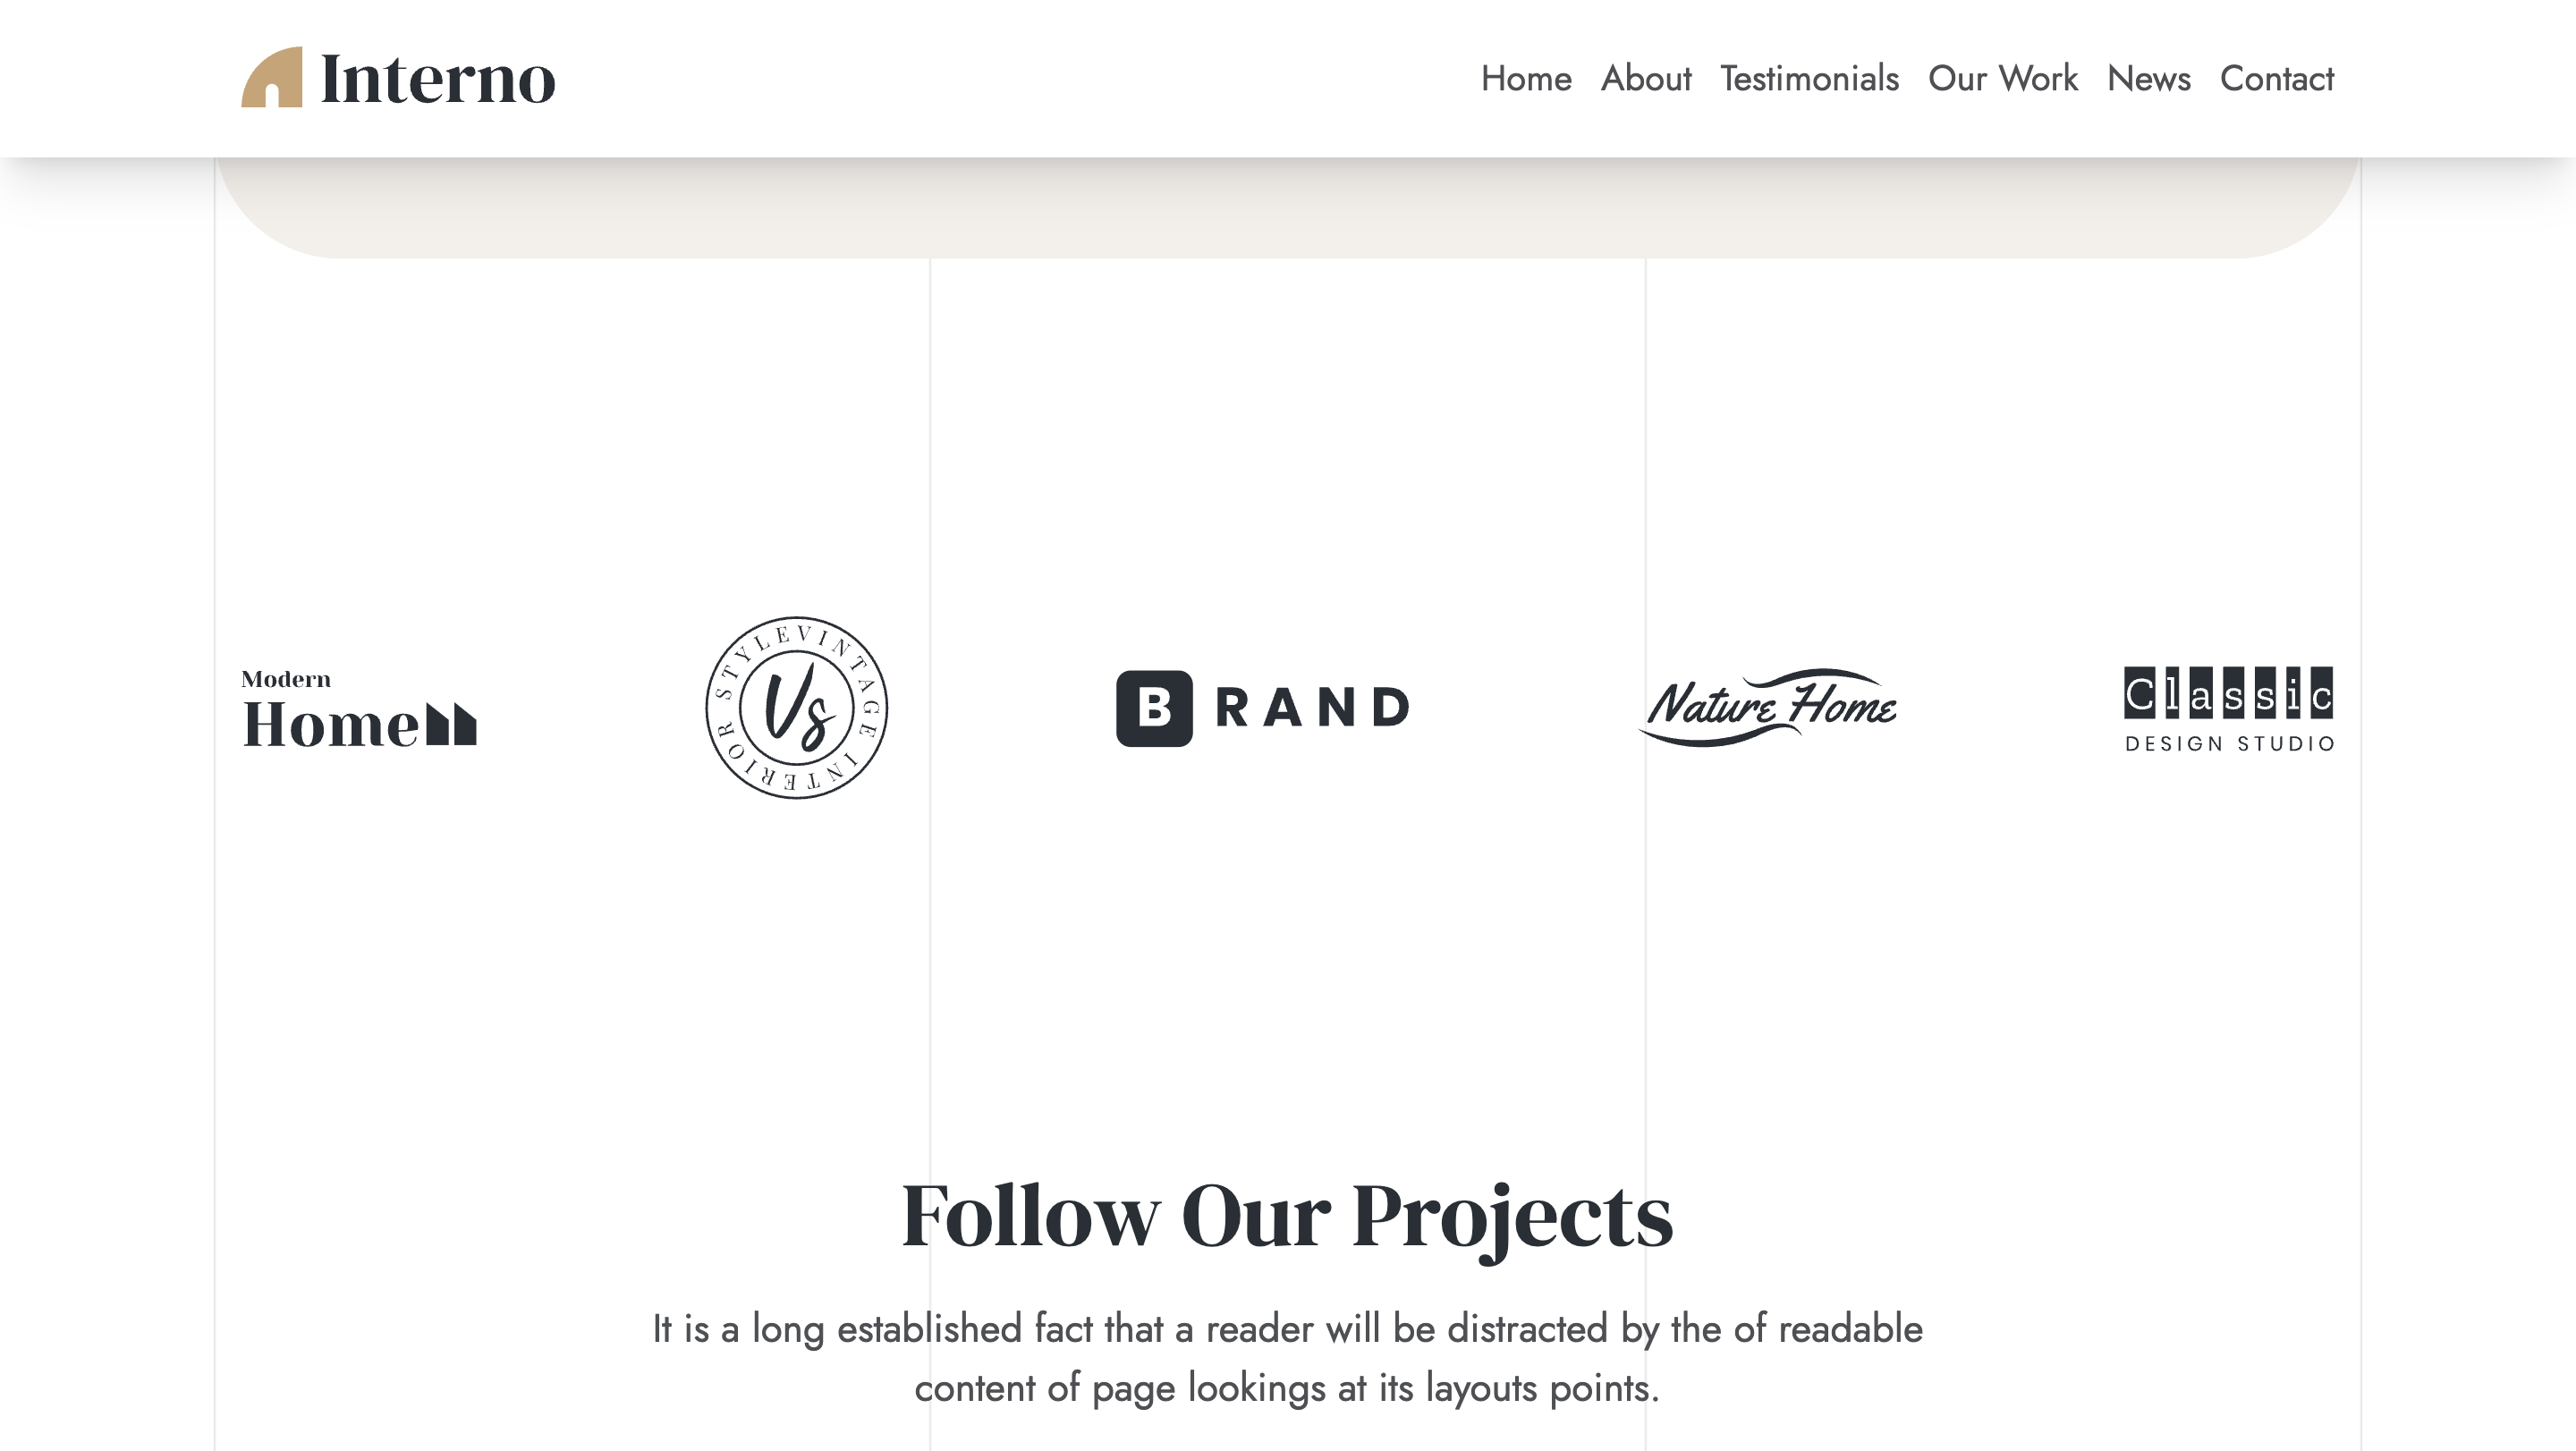 Interno
Home About Testimonials Our Work News Contact
Modern
Home
STYLEVINTAGE INTERIOR
Vs
BRAND
Nature Home
Classic
DESIGN STUDIO
Follow Our Projects
It is a long established fact that a reader will be distracted by the of readable
content of page lookings at its layouts points.